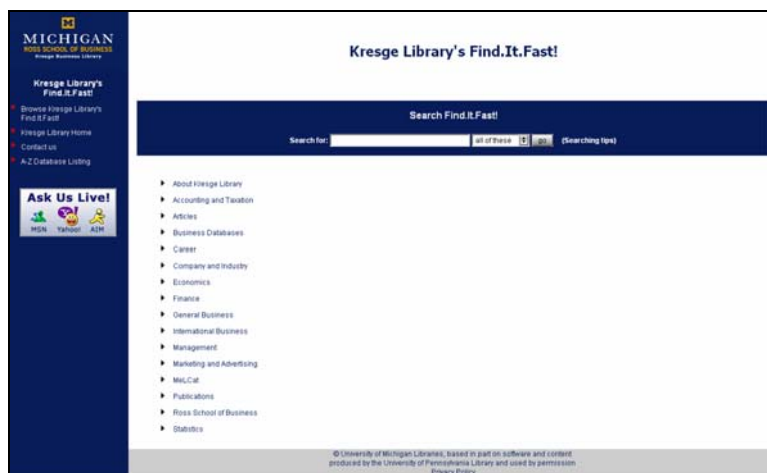 M
MICHIGAN
ROSS SCHOOL OF BUSINESS
Kresge Business Library
Kresge Library's
Find.It.Fast!
Browse Kresge Library's
Find.It.Fast!
Kresge Library Home
Contact us
A-Z Database Listing
Ask Us Live!
MSN Yahoo! AIM
Kresge Library's Find.It.Fast!
Search Find.It.Fast!
Search for: all of these go (Searching tips)
About Kresge Library
Accounting and Taxation
Articles
Business Databases
Career
Company and Industry
Economics
Finance
General Business
International Business
Management
Marketing and Advertising
MeLCat
Publications
Ross School of Business
Statistics
© University of Michigan Libraries, based in part on software and content
produced by the University of Pennsylvania Library and used by permission
Privacy Policy